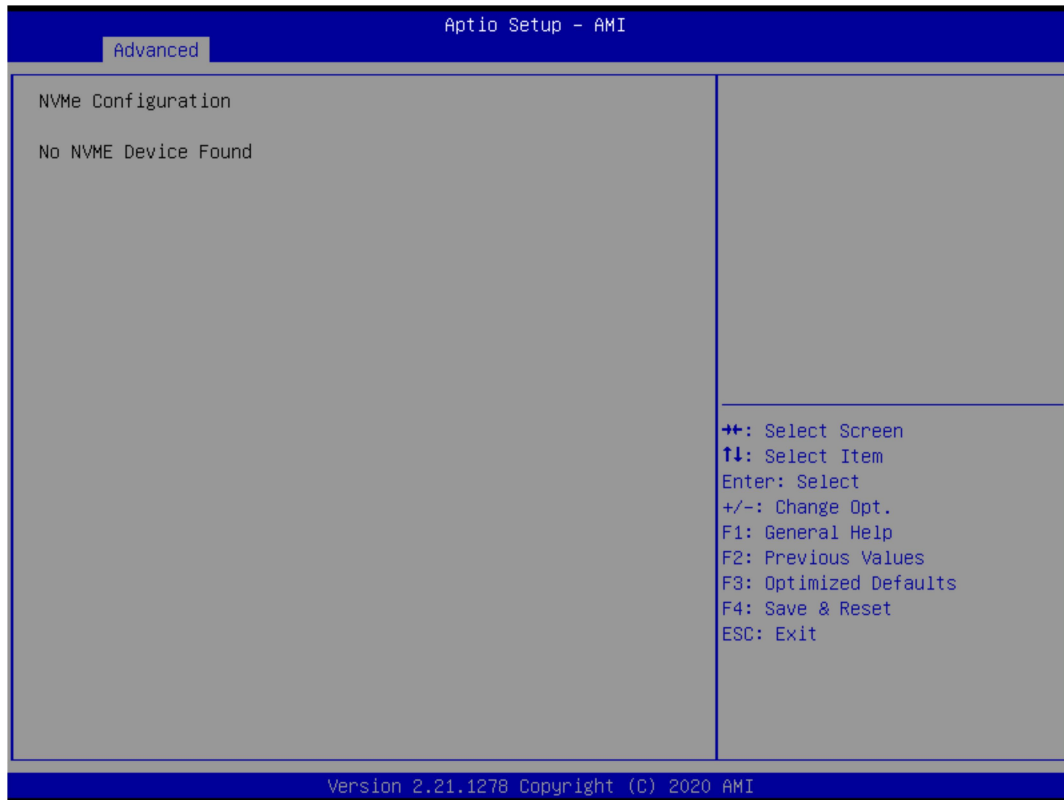 Aptio Setup – AMI
Advanced
NVMe Configuration
No NVME Device Found
→←: Select Screen
↑↓: Select Item
Enter: Select
+/-: Change Opt.
F1: General Help
F2: Previous Values
F3: Optimized Defaults
F4: Save & Reset
ESC: Exit
Version 2.21.1278 Copyright (C) 2020 AMI